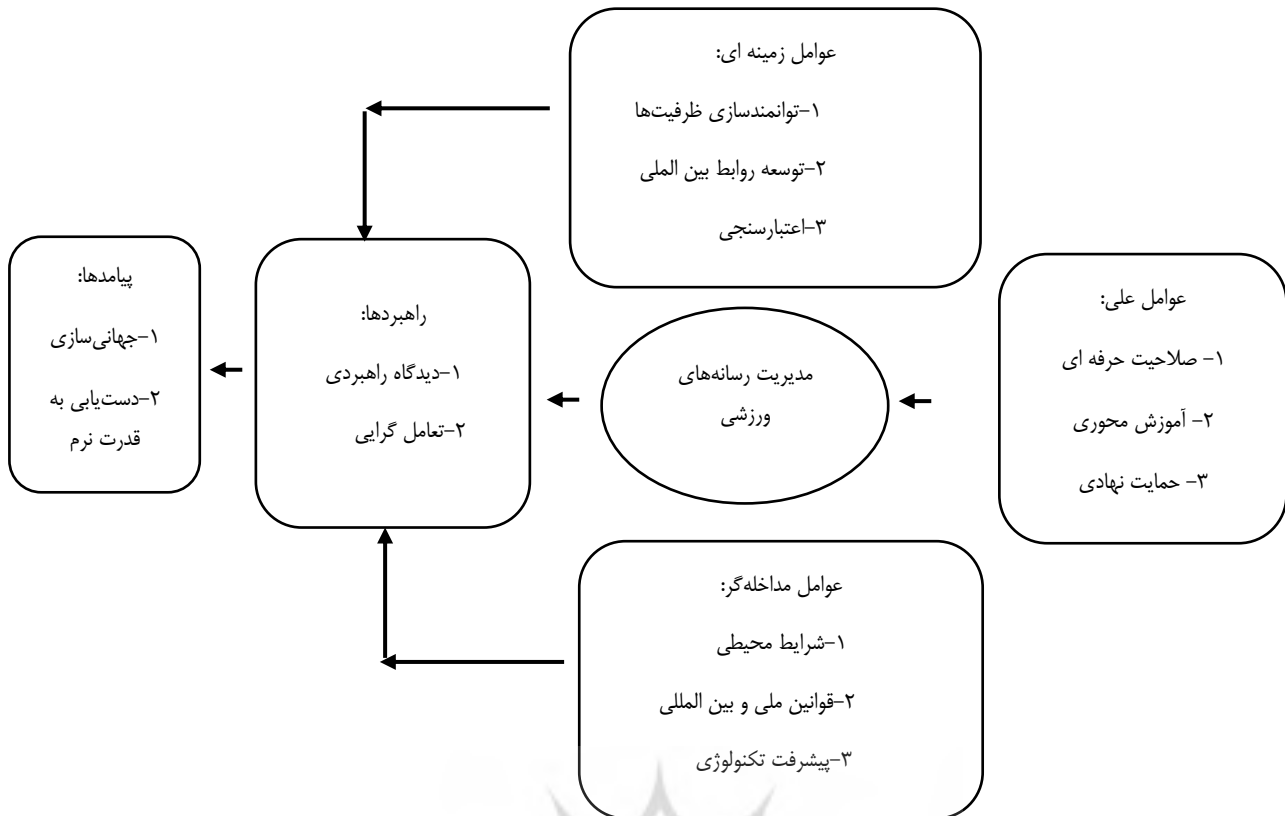 عوامل زمینه ای:
۱-توانمندسازی ظرفیت‌ها
۲-توسعه روابط بین الملی
۳-اعتبارسنجی
عوامل علی:
۱- صلاحیت حرفه ای
۲- آموزش محوری
۳- حمایت نهادی
مدیریت رسانه‌های
ورزشی
راهبردها:
۱-دیدگاه راهبردی
۲-تعامل گرایی
پیامدها:
۱-جهانی‌سازی
۲-دست‌یابی به
قدرت نرم
عوامل مداخله‌گر:
۱-شرایط محیطی
۲-قوانین ملی و بین المللی
۳-پیشرفت تکنولوژی